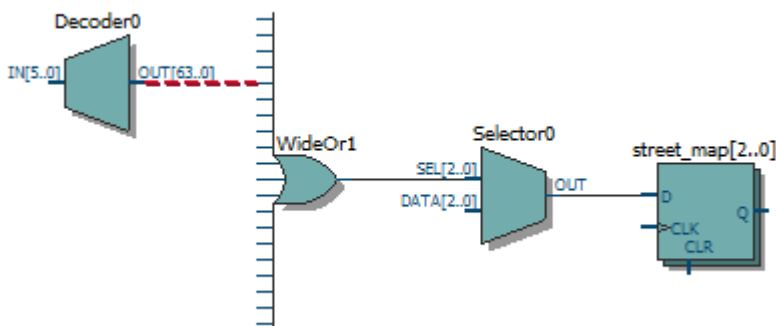 Decoder0
IN[5..0]
OUT[63..0]
WideOr1
Selector0
SEL[2..0]
DATA[2..0]
OUT
street_map[2..0]
D
Q
CLK
CLR